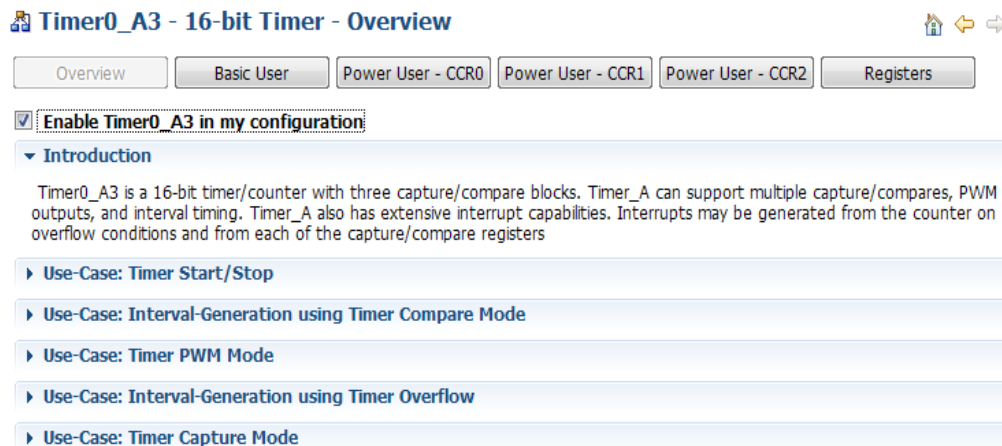 Timer0_A3 - 16-bit Timer - Overview
Overview Basic User Power User - CCR0 Power User - CCR1 Power User - CCR2 Registers
Enable Timer0_A3 in my configuration
Introduction
Timer0_A3 is a 16-bit timer/counter with three capture/compare blocks. Timer_A can support multiple capture/compares, PWM
outputs, and interval timing. Timer_A also has extensive interrupt capabilities. Interrupts may be generated from the counter on
overflow conditions and from each of the capture/compare registers
Use-Case: Timer Start/Stop
Use-Case: Interval-Generation using Timer Compare Mode
Use-Case: Timer PWM Mode
Use-Case: Interval-Generation using Timer Overflow
Use-Case: Timer Capture Mode